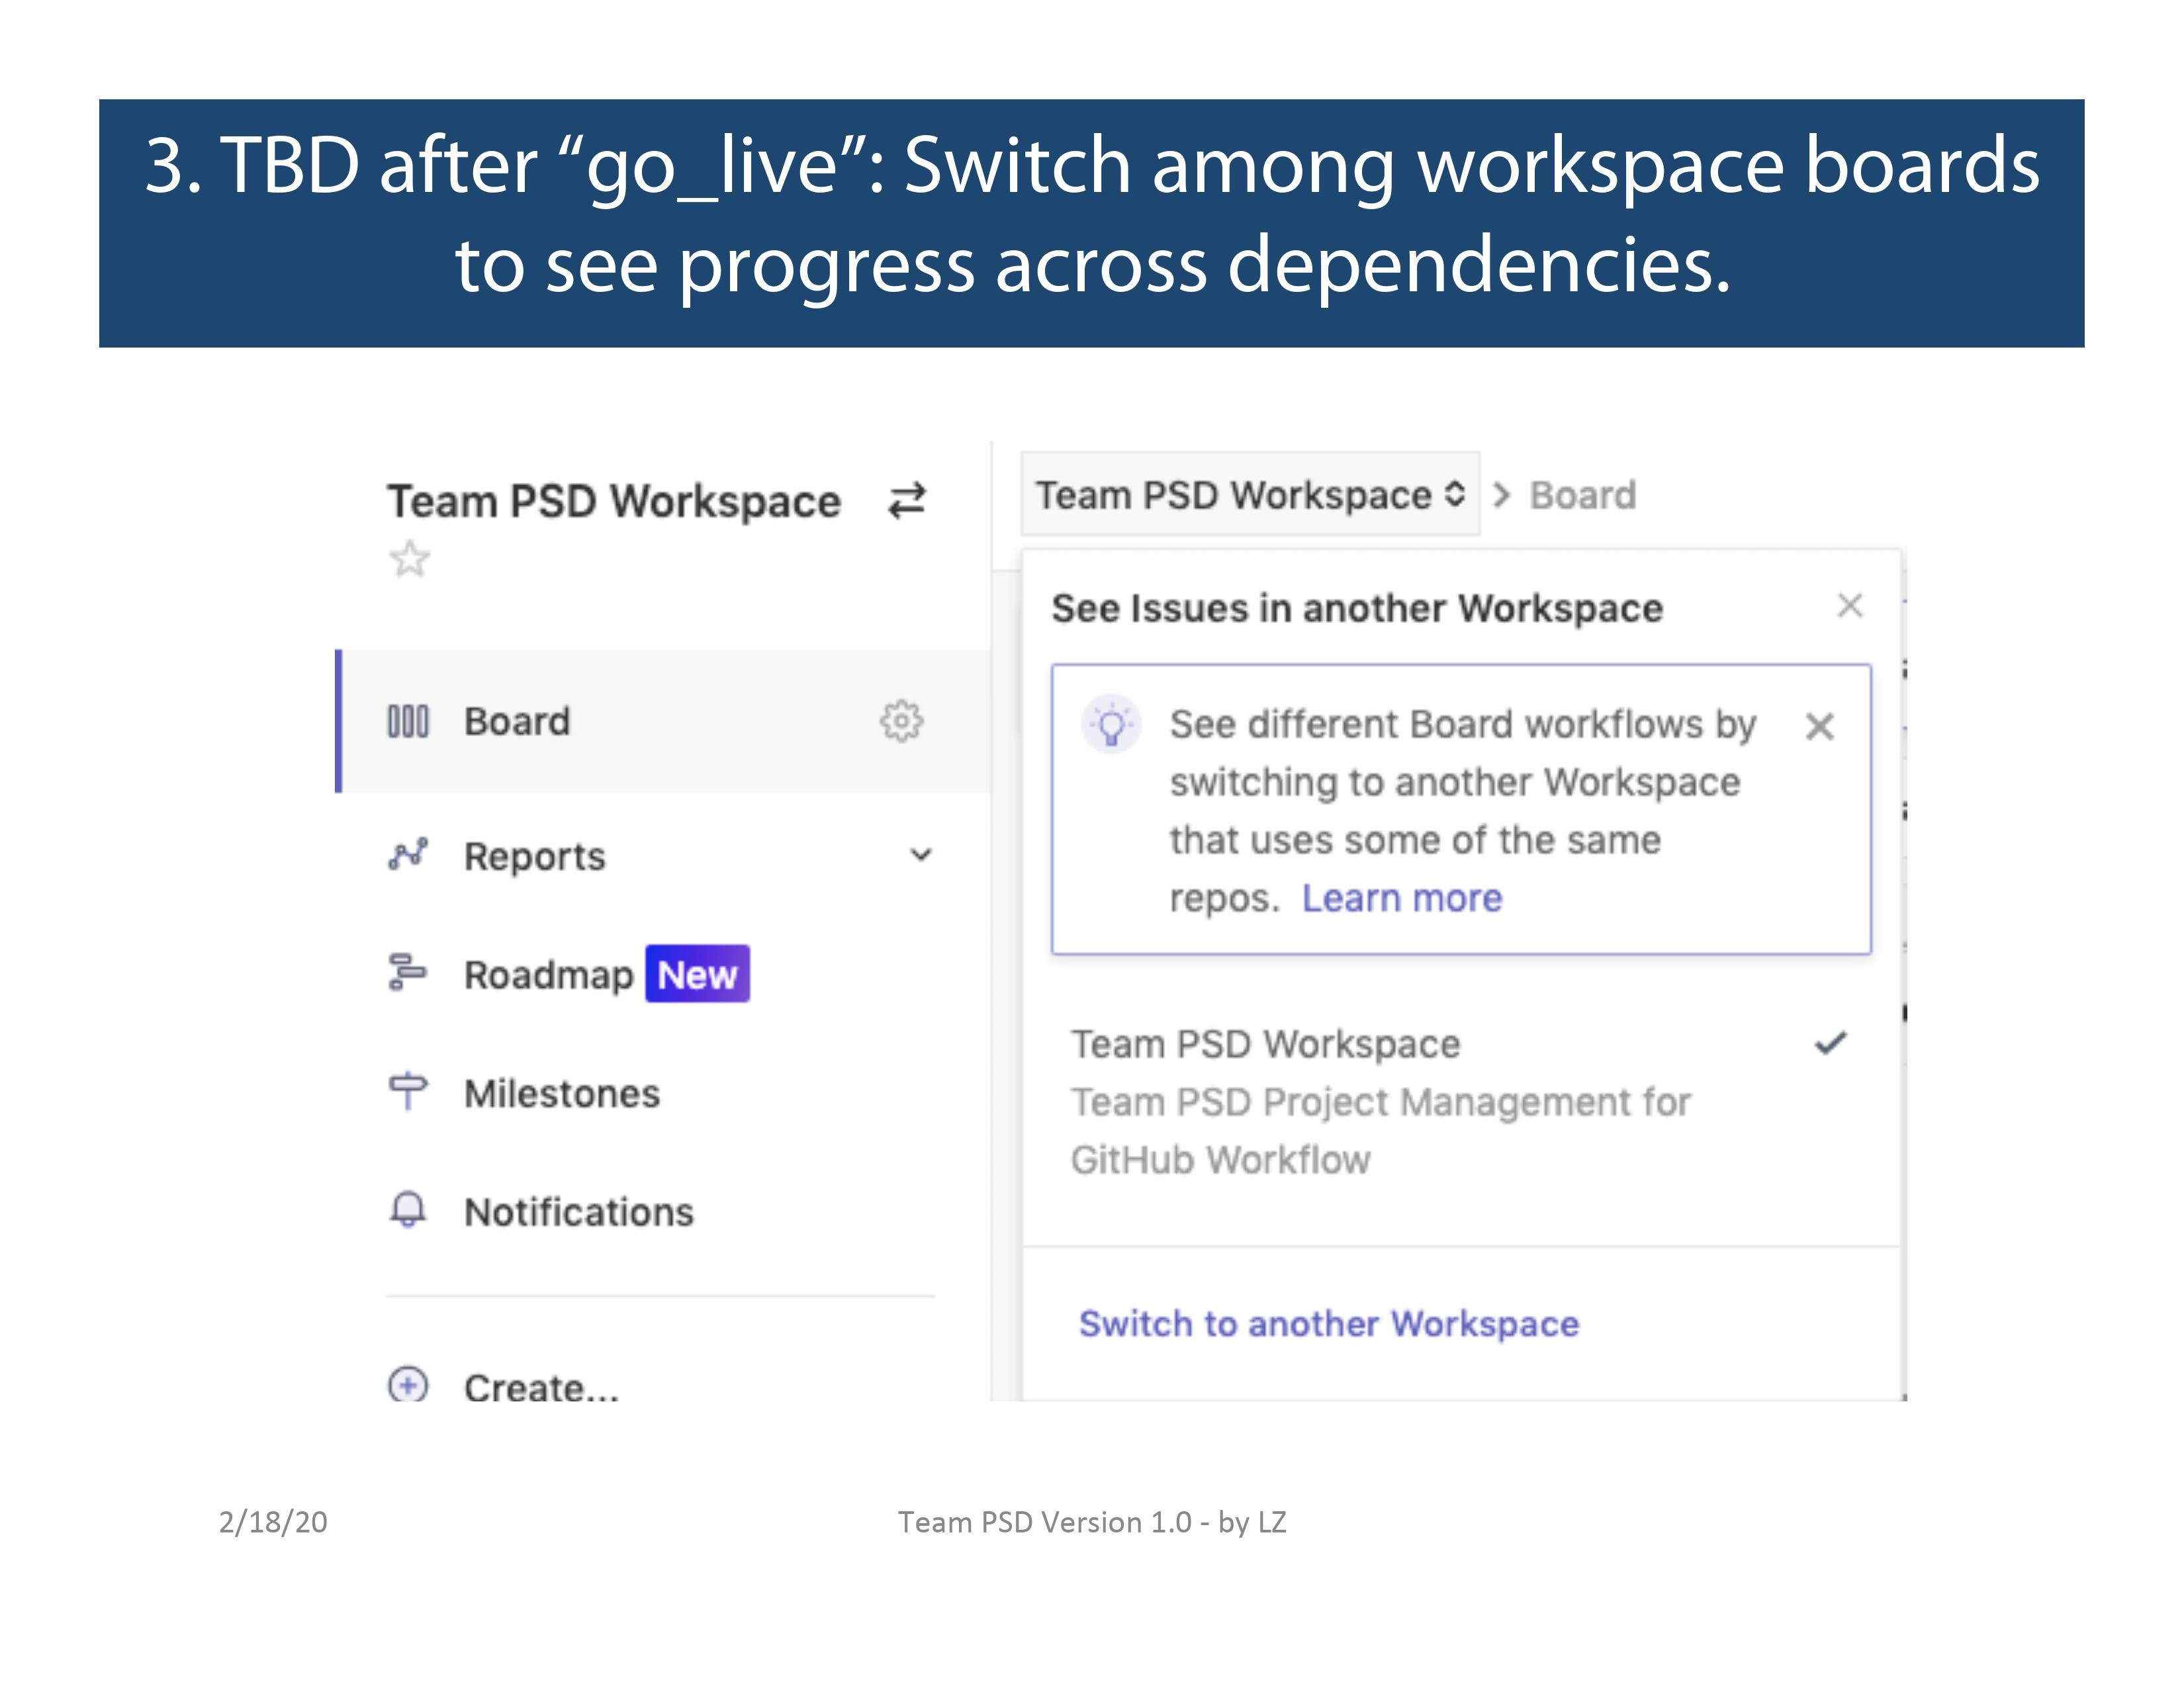 3. TBD after “go_live”: Switch among workspace boards
to see progress across dependencies.
Team PSD Workspace
Board
Reports
Roadmap New
Milestones
Notifications
Create...
Team PSD Workspace > Board
See Issues in another Workspace
See different Board workflows by
switching to another Workspace
that uses some of the same
repos. Learn more
Team PSD Workspace
Team PSD Project Management for
GitHub Workflow
Switch to another Workspace
2/18/20
Team PSD Version 1.0 - by LZ